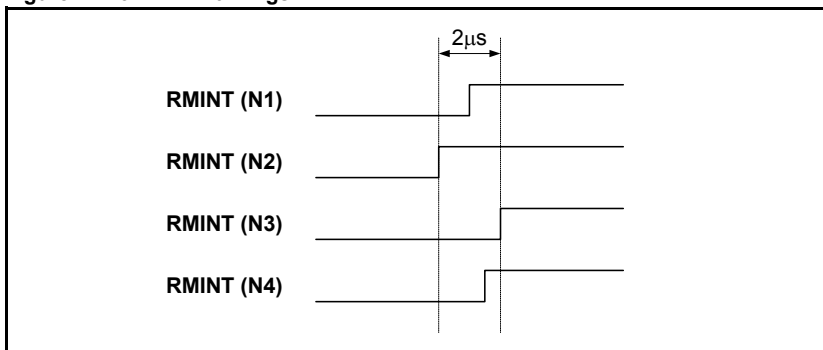 2μs
RMINT (N1)
RMINT (N2)
RMINT (N3)
RMINT (N4)